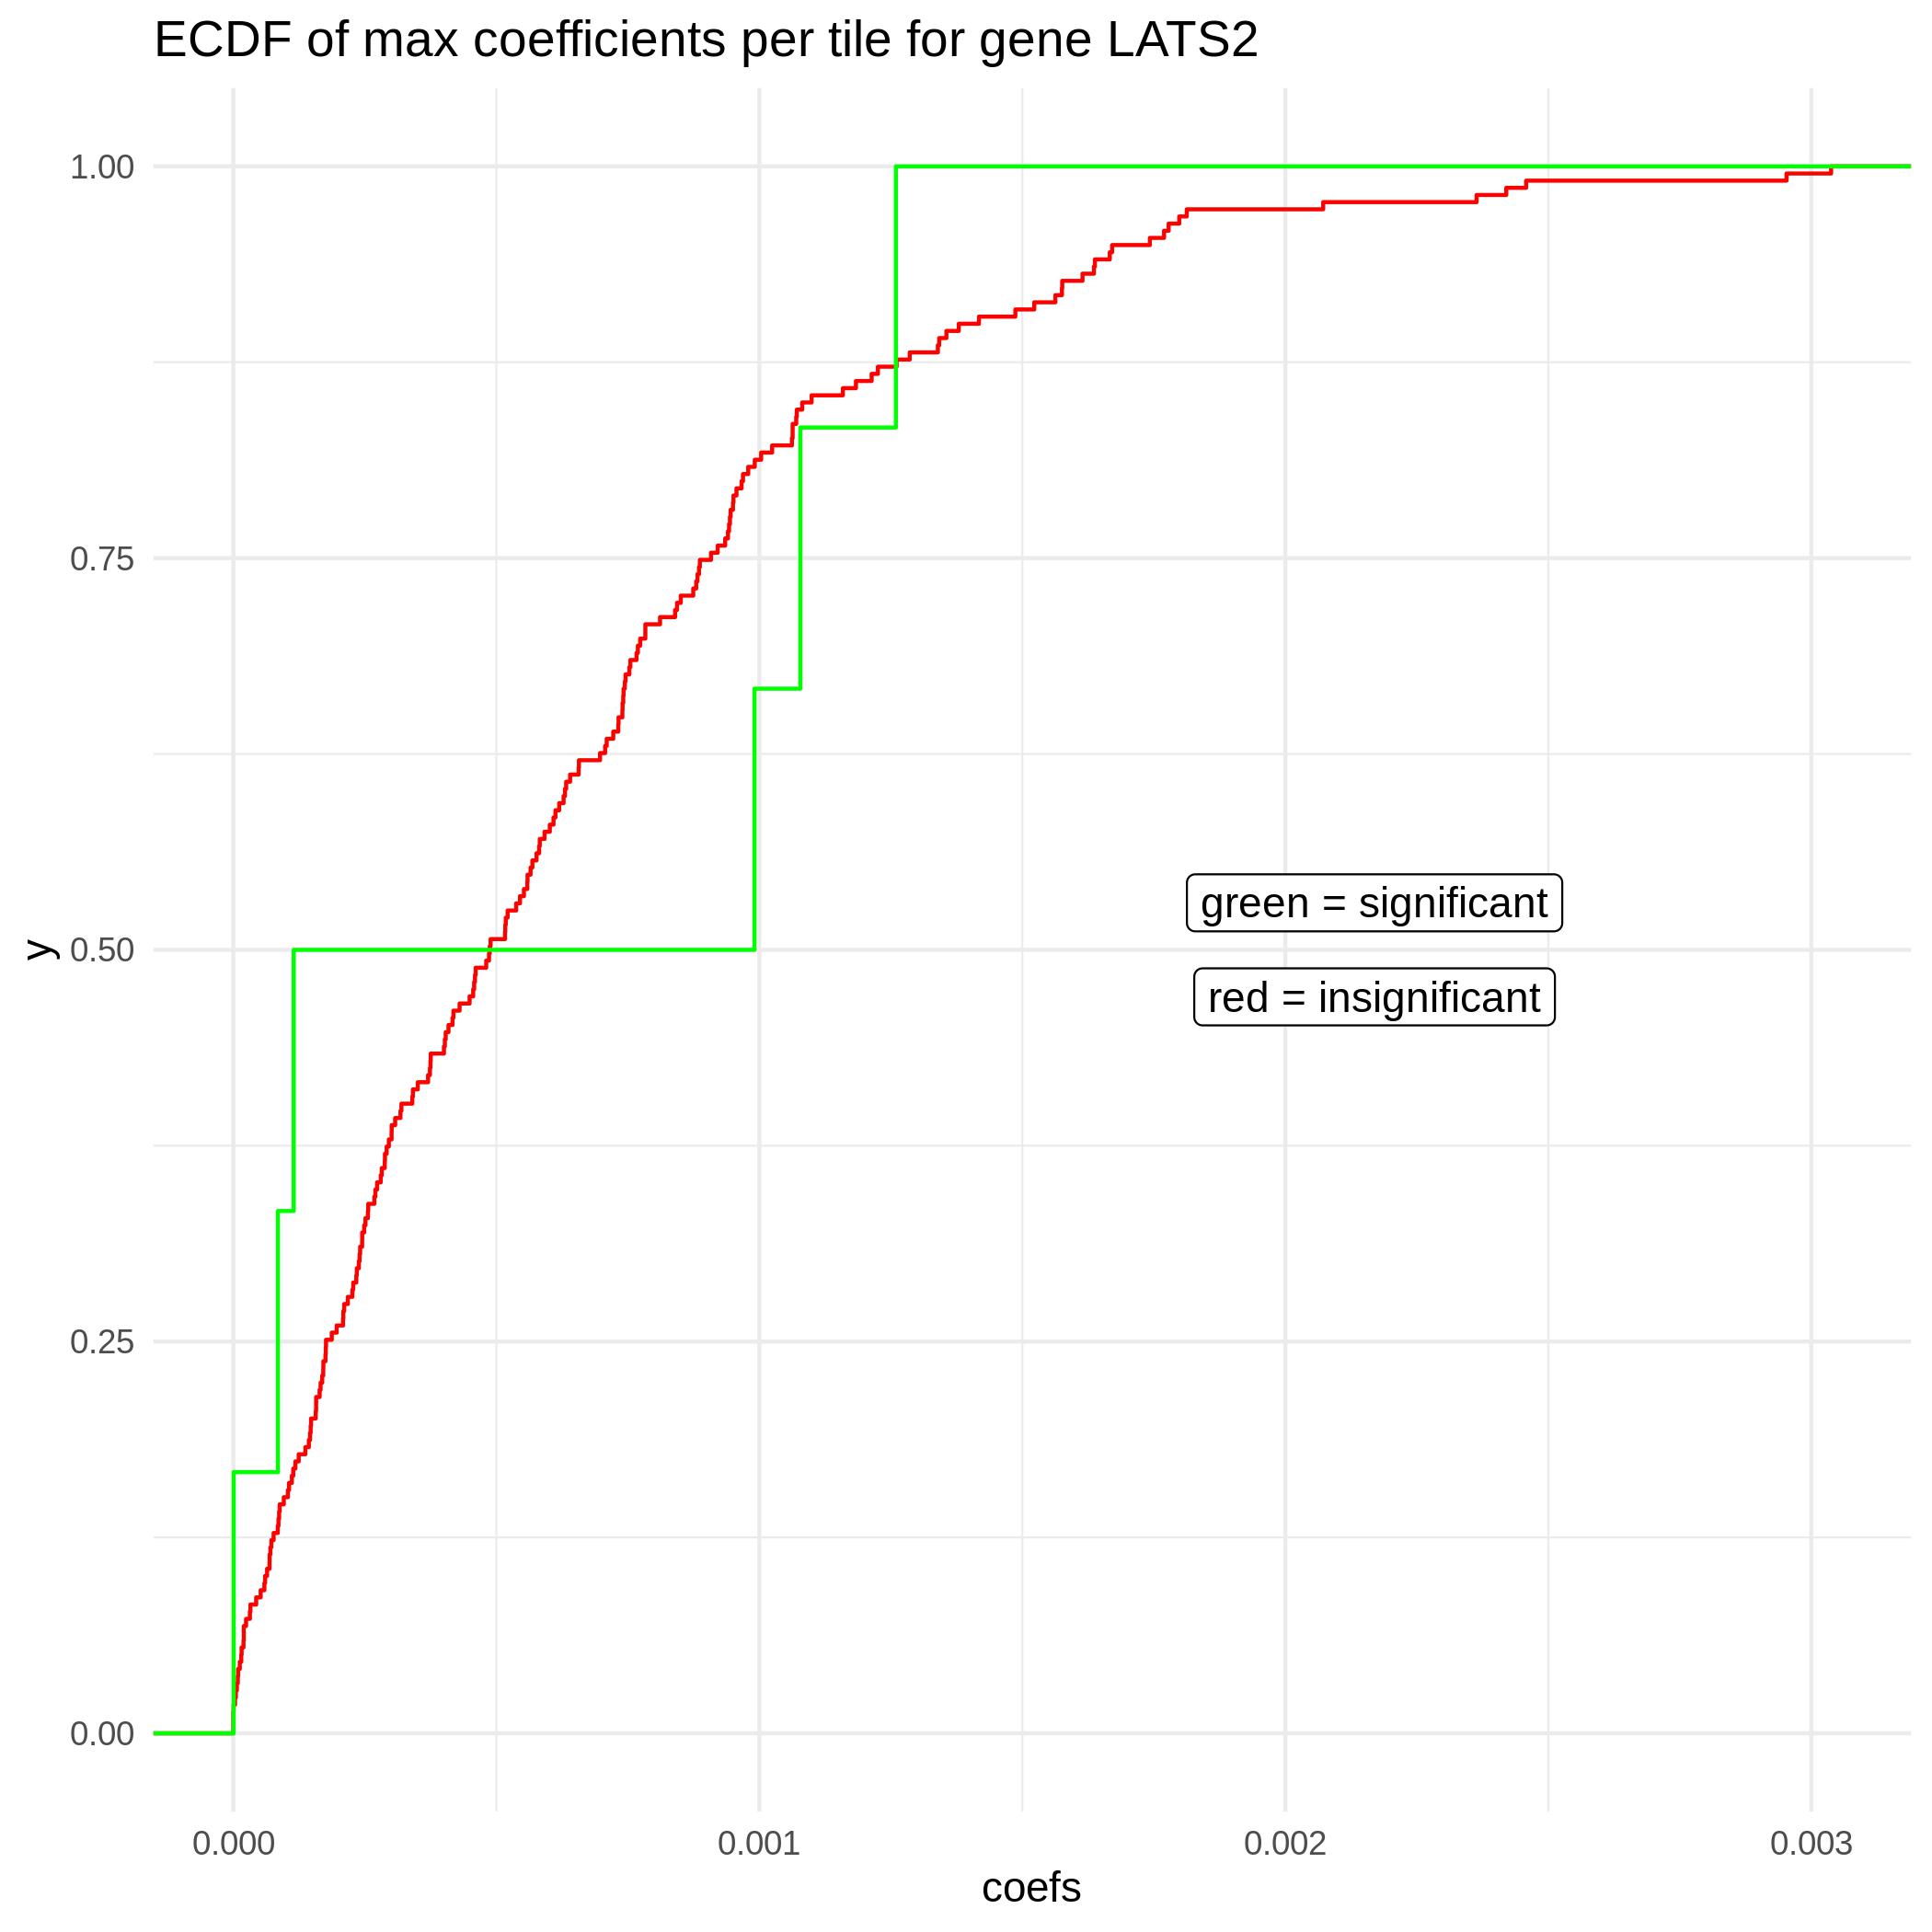 ECDF of max coefficients per tile for gene LATS2
1.00
0.75
0.50
0.25
0.00
y
green = significant
red = insignificant
0.000 0.001 0.002 0.003
coefs